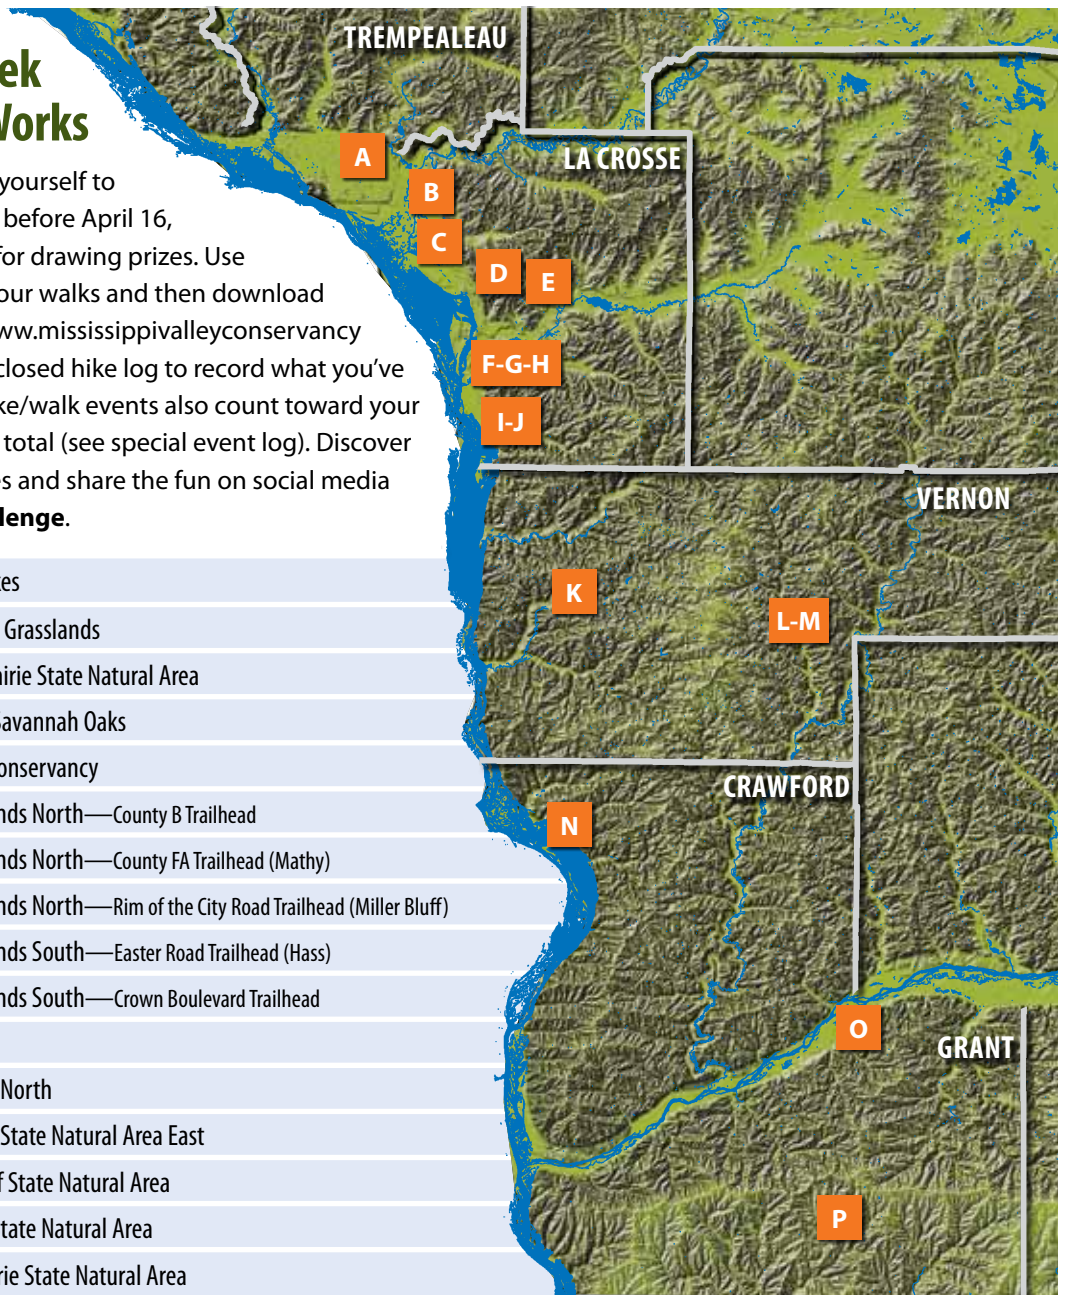 ek
Works
yourself to
before April 16,
for drawing prizes. Use
our walks and then download
ww.mississippivalleyconservancy
closed hike log to record what you've
ke/walk events also count toward your
total (see special event log). Discover
es and share the fun on social media
lenge.
kes
Grasslands
airie State Natural Area
Savannah Oaks
onservancy
nds North—County B Trailhead
nds North—County FA Trailhead (Mathy)
nds North—Rim of the City Road Trailhead (Miller Bluff)
nds South—Easter Road Trailhead (Hass)
nds South—Crown Boulevard Trailhead
North
State Natural Area East
f State Natural Area
tate Natural Area
rie State Natural Area
TREMPEALEAU
LA CROSSE
A
B
C
D
E
F-G-H
I-J
VERNON
K
L-M
CRAWFORD
N
O
GRANT
P